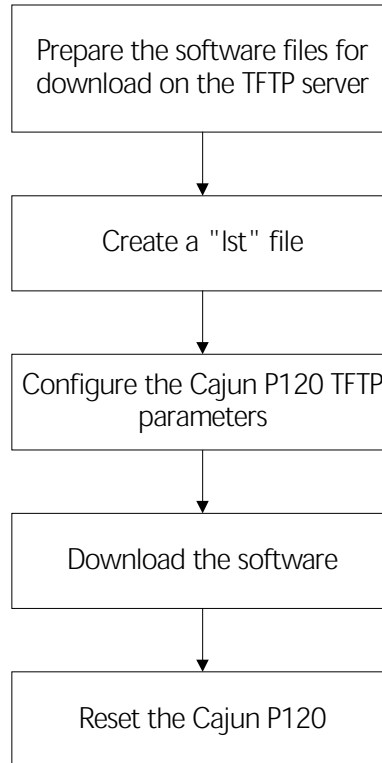 Prepare the software files for
download on the TFTP server
Create a "lst" file
Configure the Cajun P120 TFTP
parameters
Download the software
Reset the Cajun P120